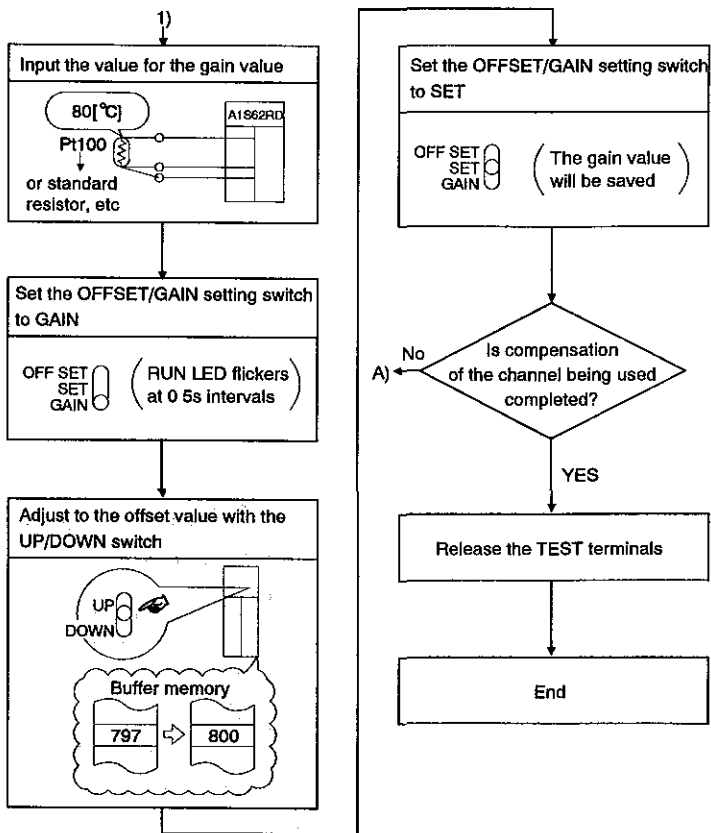 1)
Input the value for the gain value
80[°C]
A1S62RD
Pt100
or standard
resistor, etc
Set the OFFSET/GAIN setting switch
to GAIN
OFF SET
SET
GAIN
RUN LED flickers
at 0 5s intervals
Adjust to the offset value with the
UP/DOWN switch
UP
DOWN
Buffer memory
797
800
Set the OFFSET/GAIN setting switch
to SET
OFF SET
SET
GAIN
The gain value
will be saved
No
A)
Is compensation
of the channel being used
completed?
YES
Release the TEST terminals
End